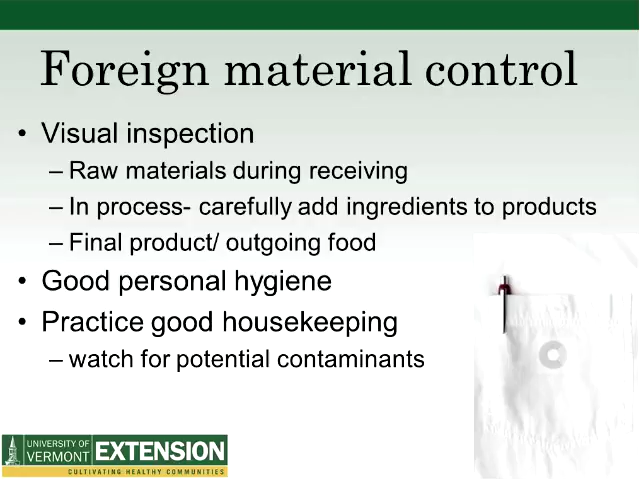 Foreign material control
• Visual inspection
– Raw materials during receiving
– In process- carefully add ingredients to products
– Final product/ outgoing food
• Good personal hygiene
• Practice good housekeeping
– watch for potential contaminants
UNIVERSITY OF
VERMONT EXTENSION
CULTIVATING HEALTHY COMMUNITIES